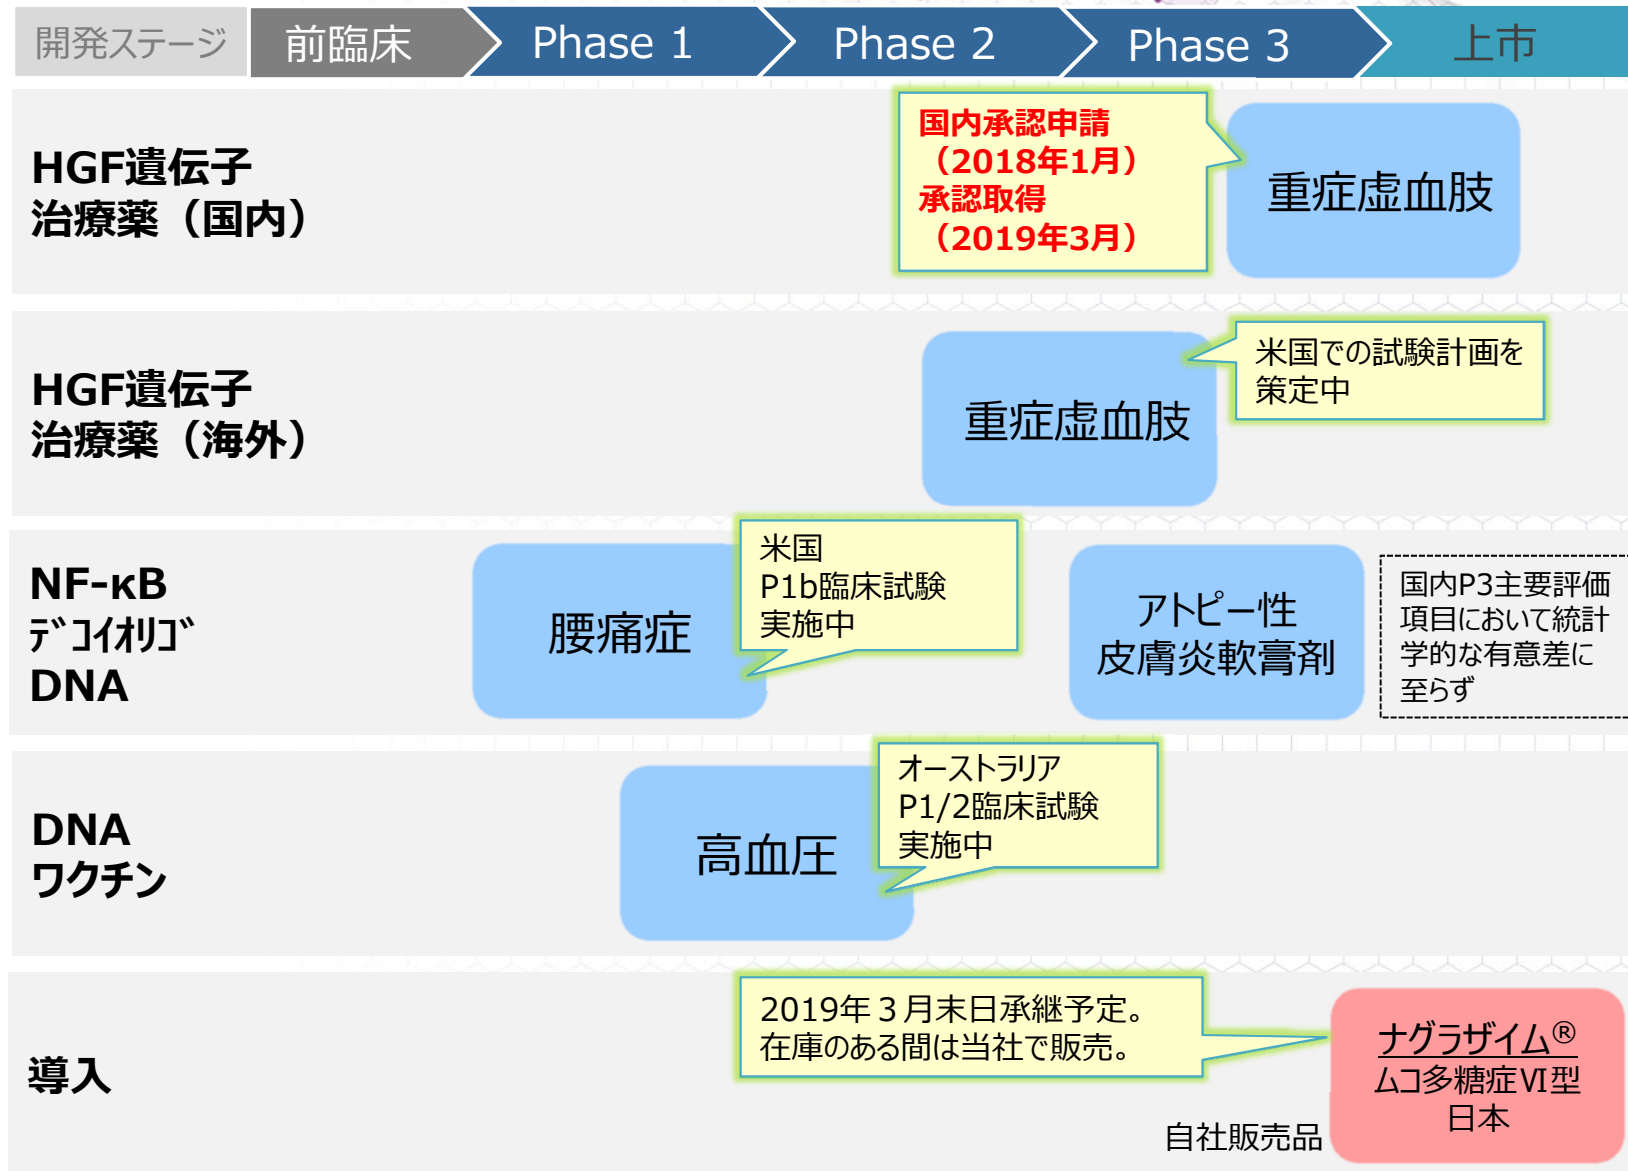 開発ステージ
前臨床
Phase 1
Phase 2
Phase 3
上市
HGF遺伝子
治療薬（国内）
国内承認申請
（2018年1月）
承認取得
（2019年3月）
重症虚血肢
HGF遺伝子
治療薬（海外）
重症虚血肢
米国での試験計画を
策定中
NF-κB
ﾃﾞｺｲｵﾘｺﾞ
DNA
腰痛症
米国
P1b臨床試験
実施中
アトピー性
皮膚炎軟膏剤
国内P3主要評価
項目において統計
学的な有意差に
至らず
DNA
ワクチン
高血圧
オーストラリア
P1/2臨床試験
実施中
導入
2019年３月末日承継予定。
在庫のある間は当社で販売。
自社販売品
ナグラザイム®
ムコ多糖症Ⅵ型
日本